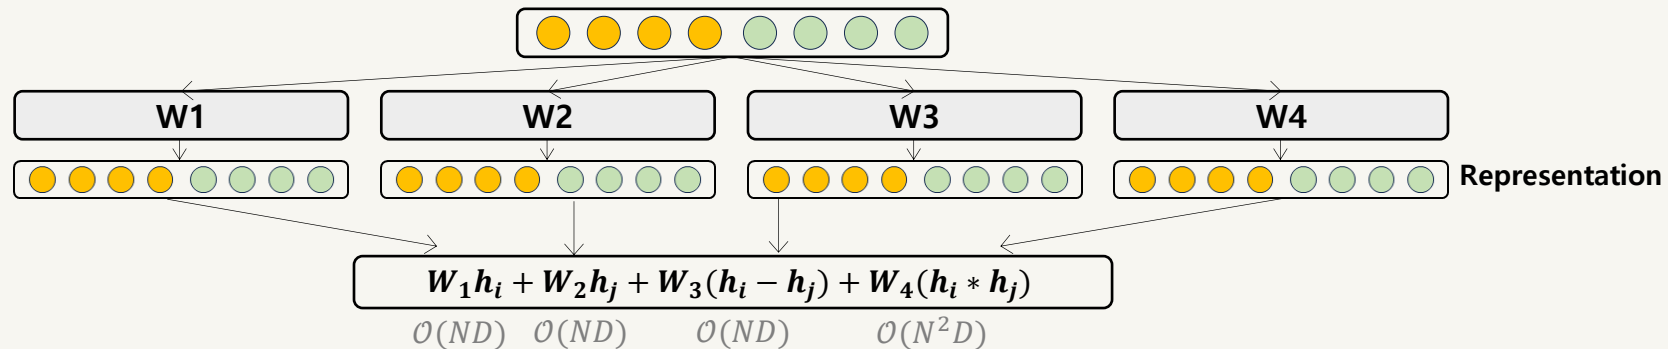 W1 W2 W3 W4
Representation
W₁hᵢ + W₂hⱼ + W₃(hᵢ − hⱼ) + W₄(hᵢ * hⱼ)
𝒪(ND) 𝒪(ND) 𝒪(ND) 𝒪(N²D)